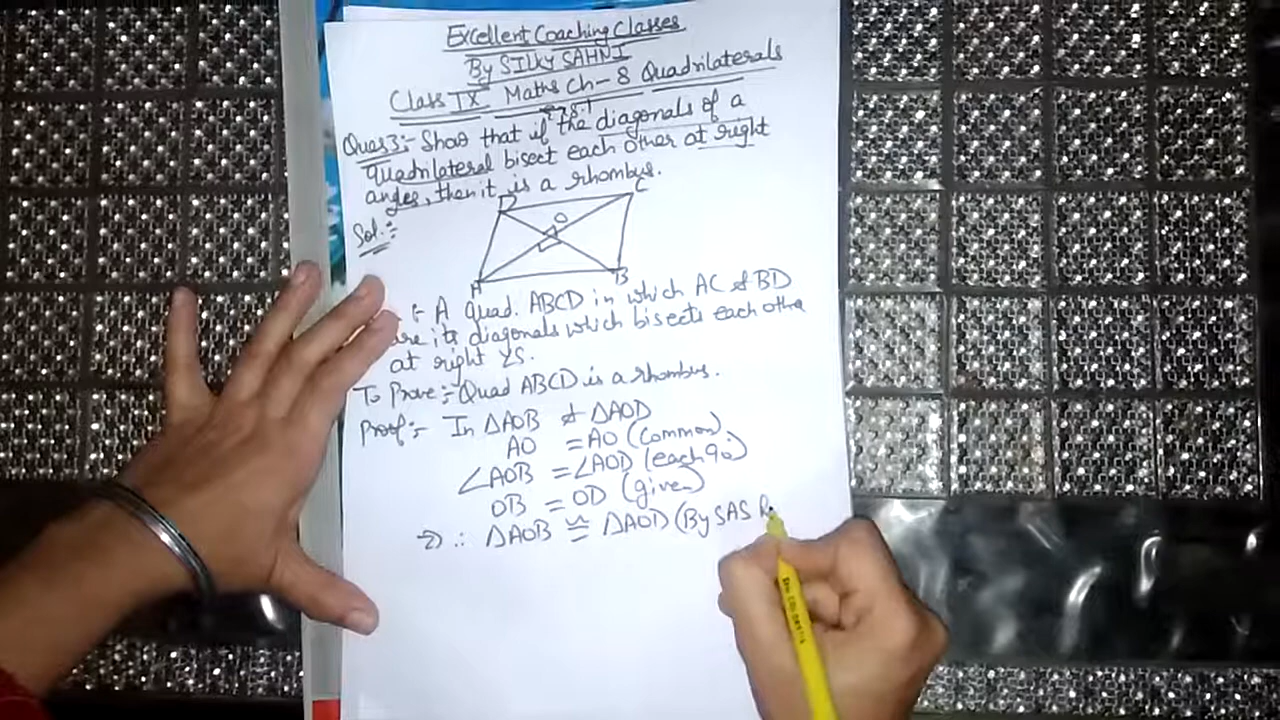 Excellent Coaching Classes
By SILKY SAHNI
Class IX Maths Ch-8 Quadrilaterals
8.1
Ques3:- Show that if the diagonals of a
Quadrilateral bisect each other at right
angles, then it is a rhombus.
Sol.:-
D C
O
A B
:- A Quad. ABCD in which AC & BD
are its diagonals which bisects each othe
at right ∠S.
To Prove:- Quad ABCD is a rhombus.
Proof:- In ΔAOB & ΔAOD
AO = AO (Common)
∠AOB = ∠AOD (each 90)
OB = OD (given)
⇒ ∴ ΔAOB ≅ ΔAOD (By SAS R